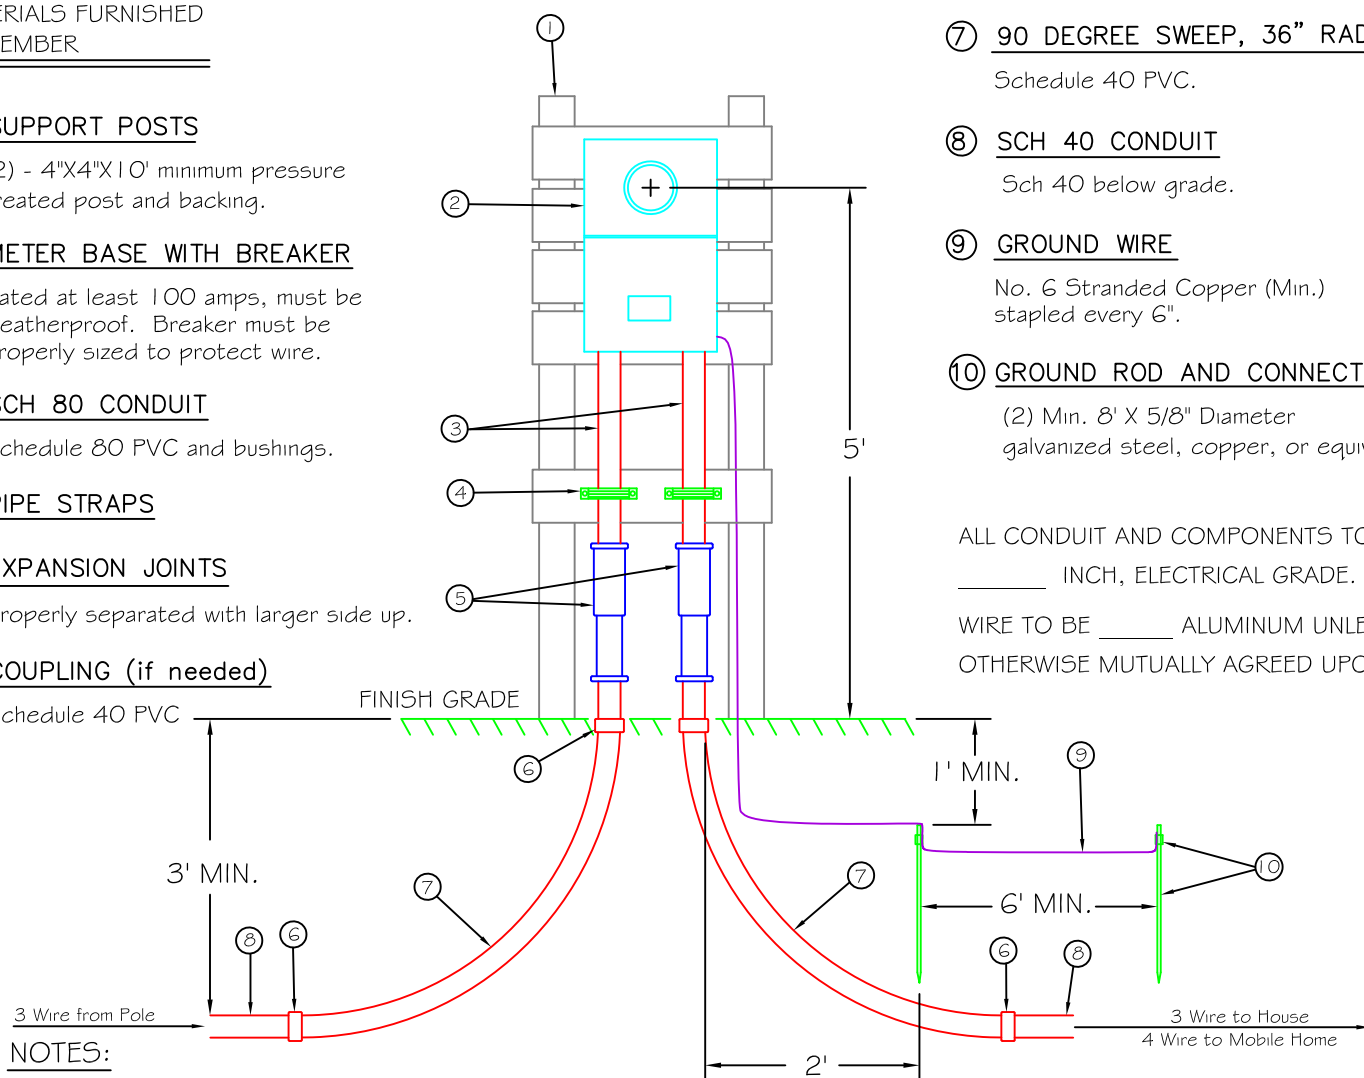 ERIALS FURNISHED
EMBER
SUPPORT POSTS
2) - 4"X4"X10' minimum pressure
reated post and backing.
METER BASE WITH BREAKER
ated at least 100 amps, must be
eatherproof. Breaker must be
roperly sized to protect wire.
SCH 80 CONDUIT
chedule 80 PVC and bushings.
PIPE STRAPS
XPANSION JOINTS
roperly separated with larger side up.
COUPLING (if needed)
chedule 40 PVC
1
2
3
4
5
6
7
8
6
FINISH GRADE
5'
3' MIN.
3 Wire from Pole
NOTES:
7 90 DEGREE SWEEP, 36" RAD
Schedule 40 PVC.
8 SCH 40 CONDUIT
Sch 40 below grade.
9 GROUND WIRE
No. 6 Stranded Copper (Min.)
stapled every 6".
10 GROUND ROD AND CONNECT
(2) Min. 8' X 5/8" Diameter
galvanized steel, copper, or equiv
ALL CONDUIT AND COMPONENTS TO
______ INCH, ELECTRICAL GRADE.
WIRE TO BE _____ ALUMINUM UNLE
OTHERWISE MUTUALLY AGREED UPO
1' MIN.
9
10
7
6' MIN.
6
8
3 Wire to House
4 Wire to Mobile Home
2'